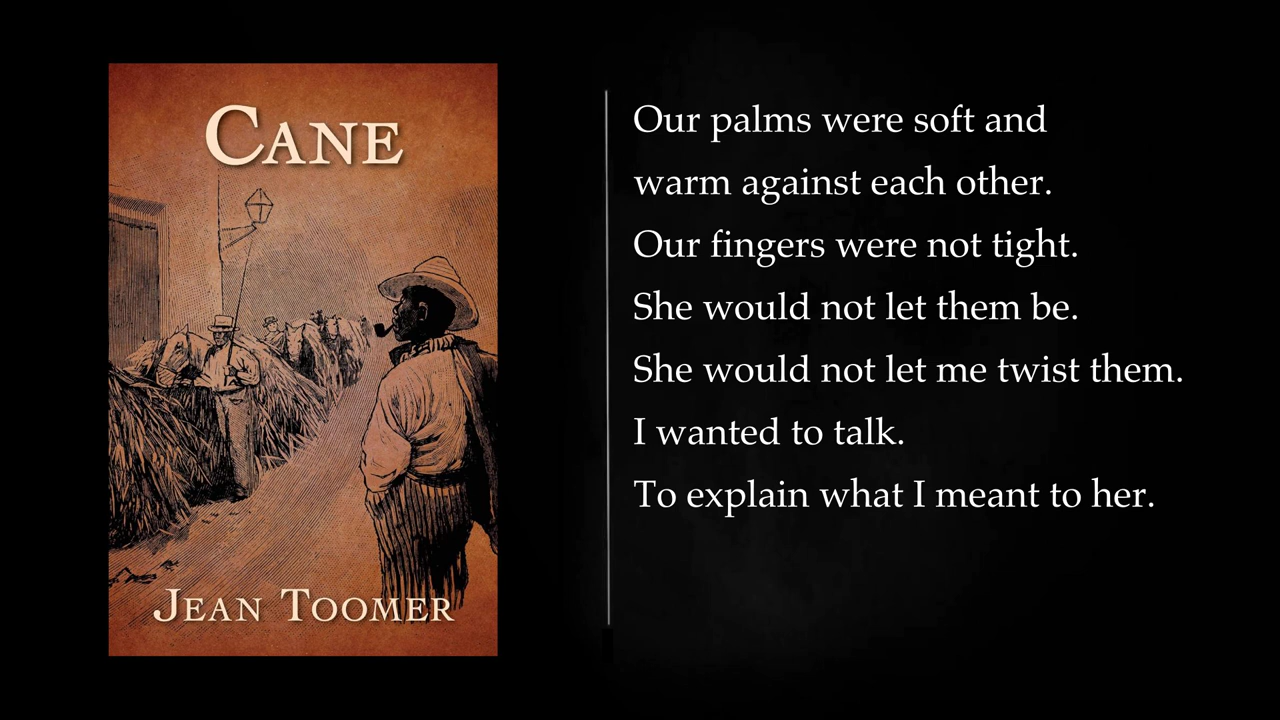 CANE
JEAN TOOMER
Our palms were soft and
warm against each other.
Our fingers were not tight.
She would not let them be.
She would not let me twist them.
I wanted to talk.
To explain what I meant to her.